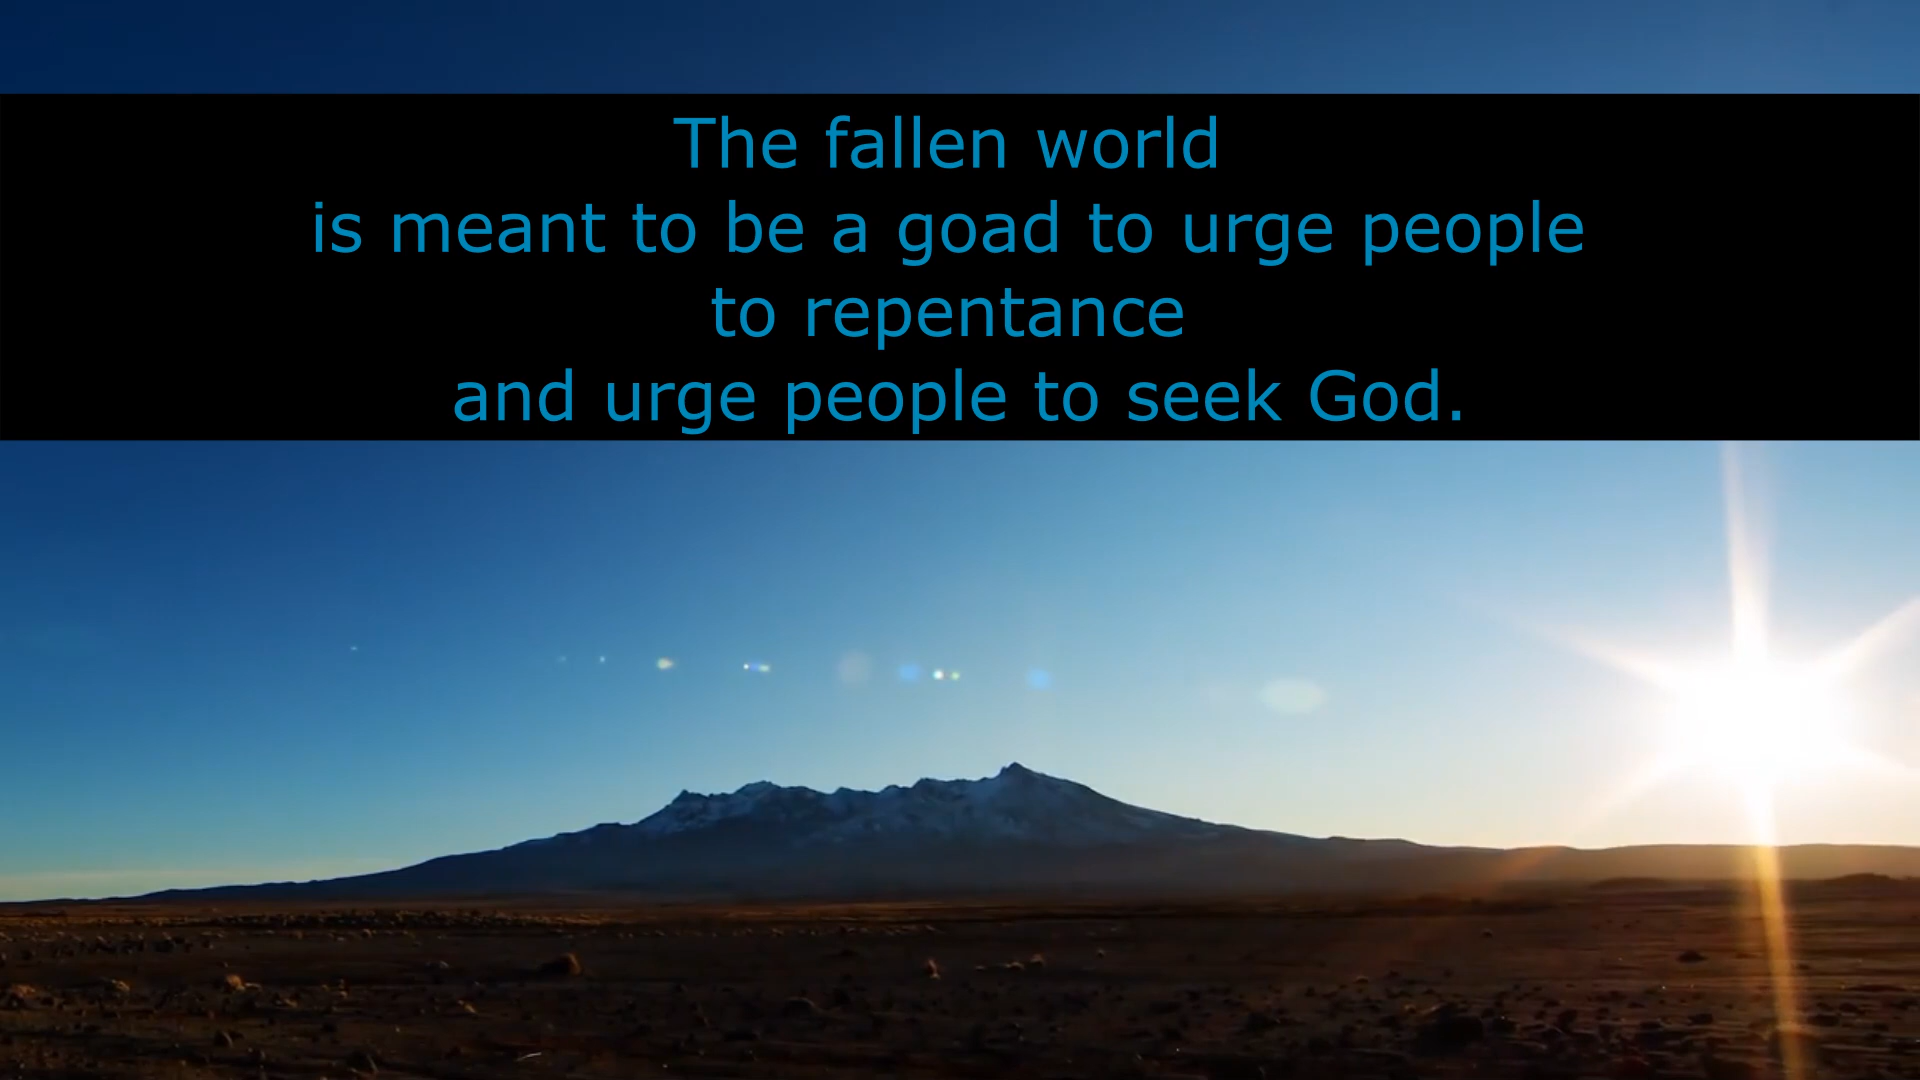 The fallen world
is meant to be a goad to urge people
to repentance
and urge people to seek God.